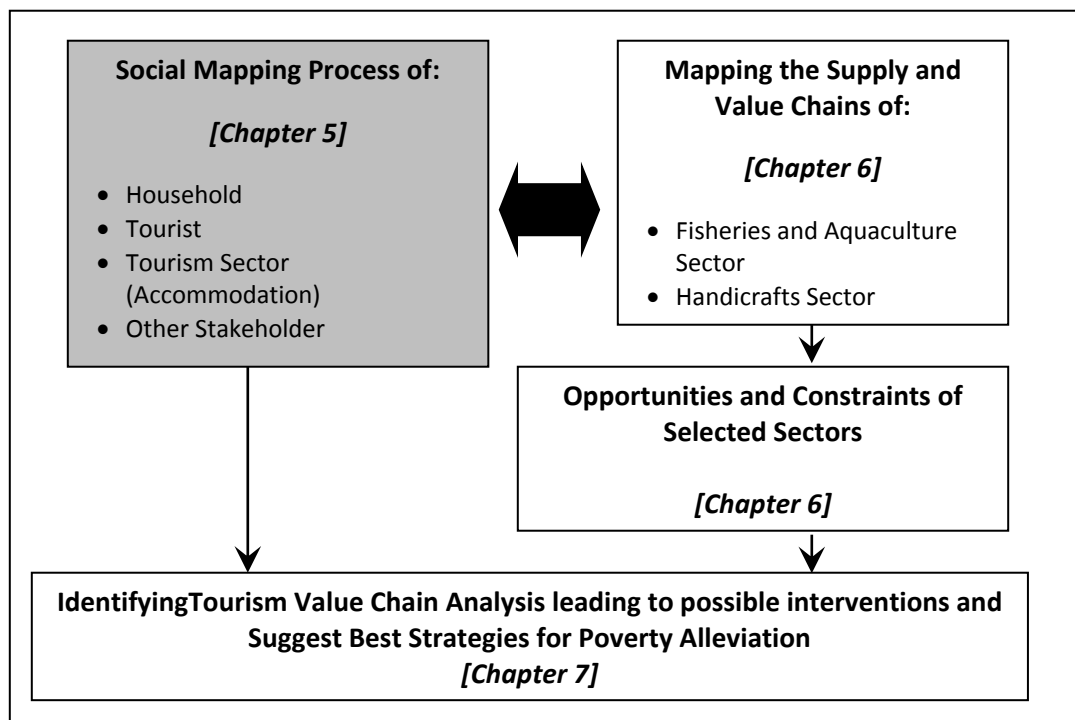 Social Mapping Process of:
[Chapter 5]
• Household
• Tourist
• Tourism Sector
(Accommodation)
• Other Stakeholder
Mapping the Supply and
Value Chains of:
[Chapter 6]
• Fisheries and Aquaculture
Sector
• Handicrafts Sector
Opportunities and Constraints of
Selected Sectors
[Chapter 6]
IdentifyingTourism Value Chain Analysis leading to possible interventions and
Suggest Best Strategies for Poverty Alleviation
[Chapter 7]